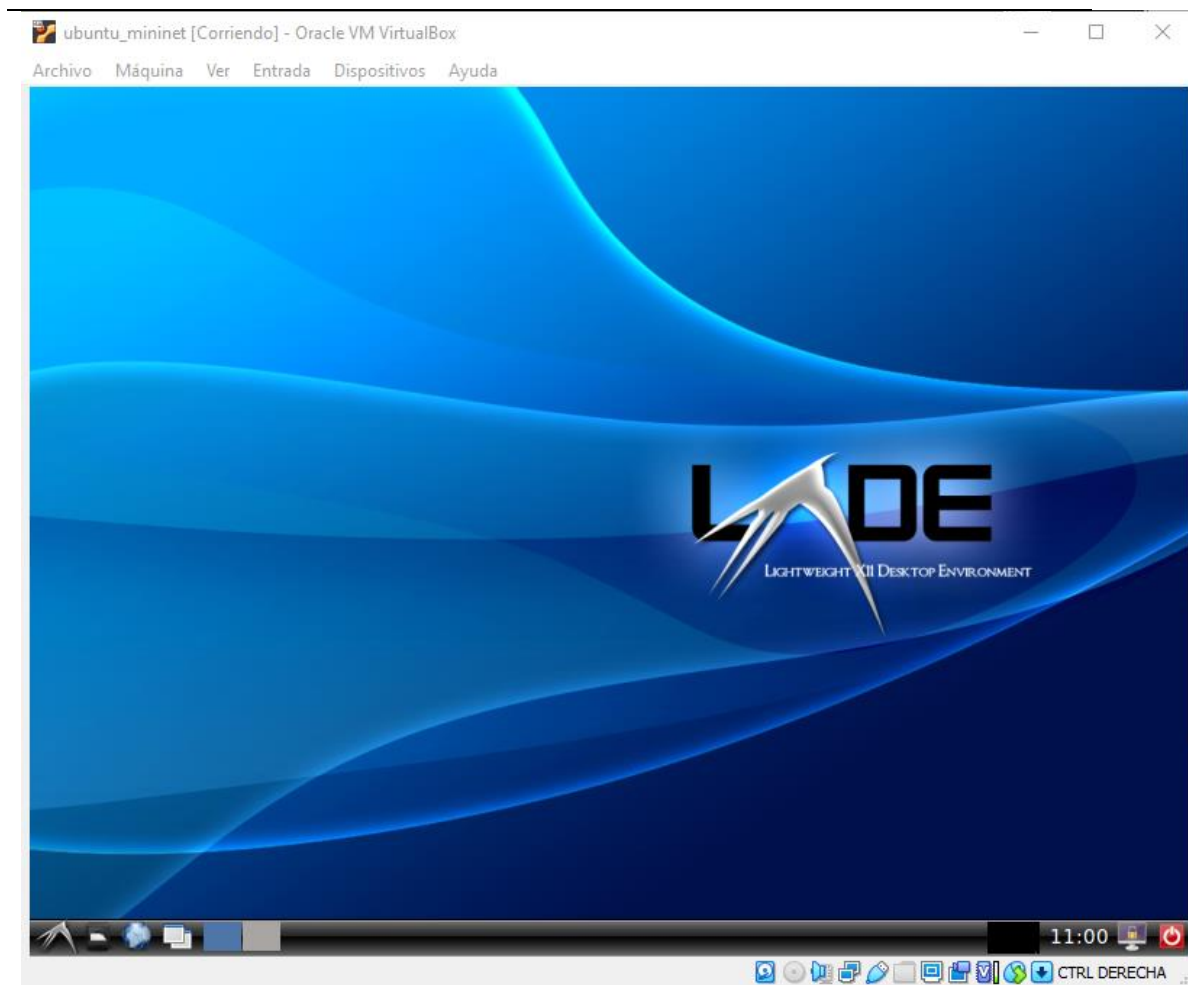 ubuntu_mininet [Corriendo] - Oracle VM VirtualBox
Archivo Máquina Ver Entrada Dispositivos Ayuda
LXDE
LIGHTWEIGHT X11 DESKTOP ENVIRONMENT
11:00
CTRL DERECHA